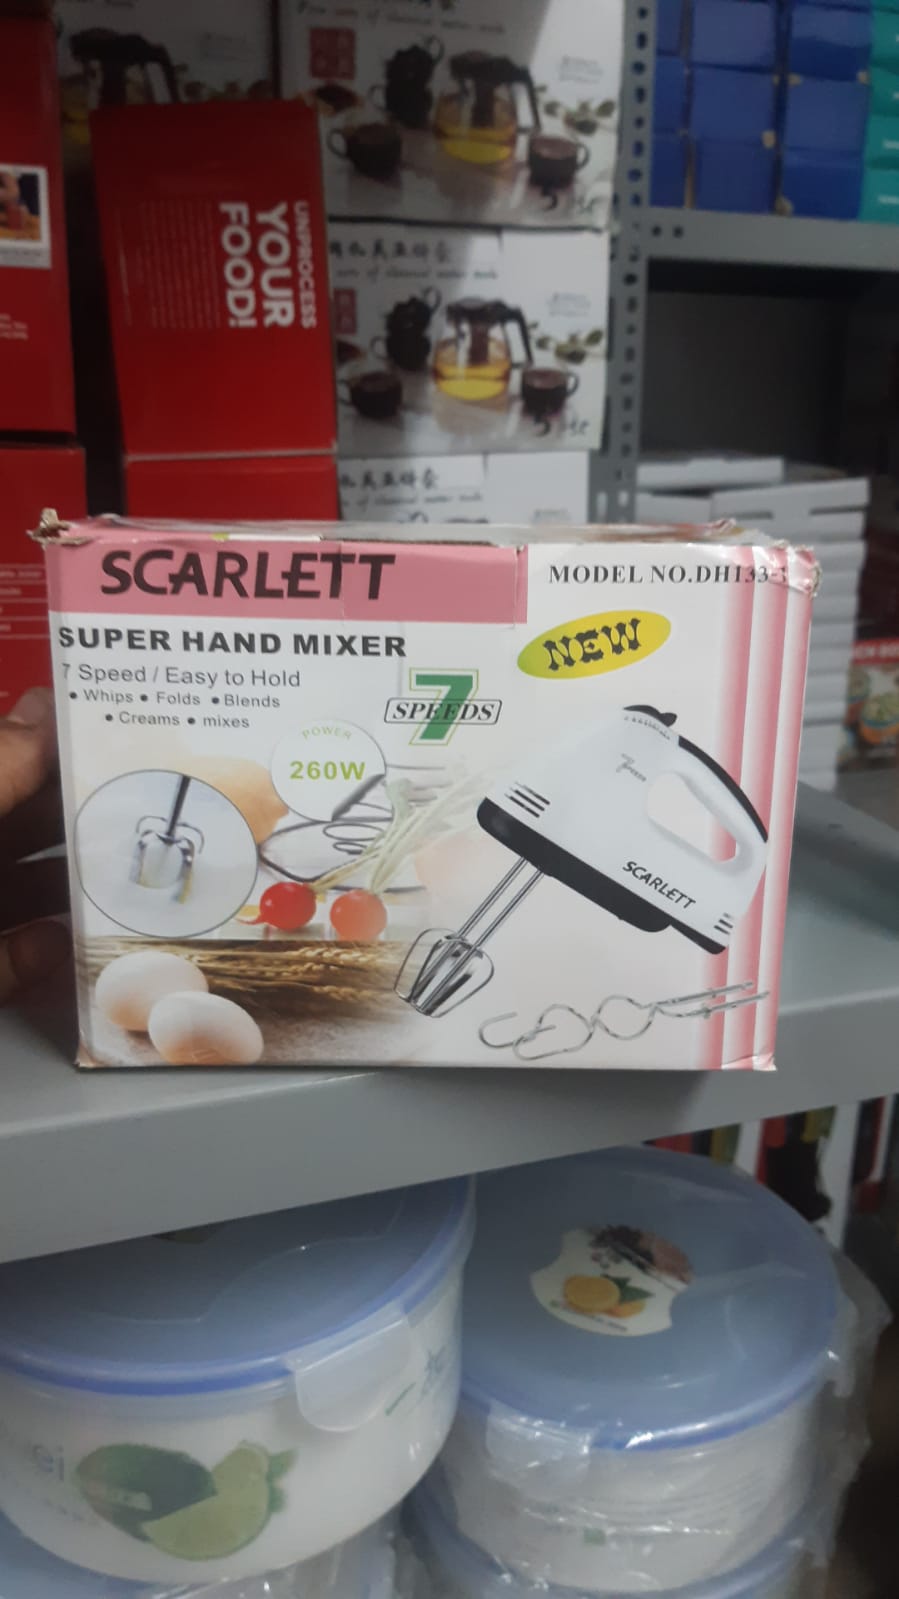 UNPROCESS
YOUR
FOOD!
SCARLETT
MODEL NO.DH133-
SUPER HAND MIXER
7 Speed / Easy to Hold
• Whips • Folds • Blends
• Creams • mixes
NEW
7
SPEEDS
POWER
260W
SCARLETT